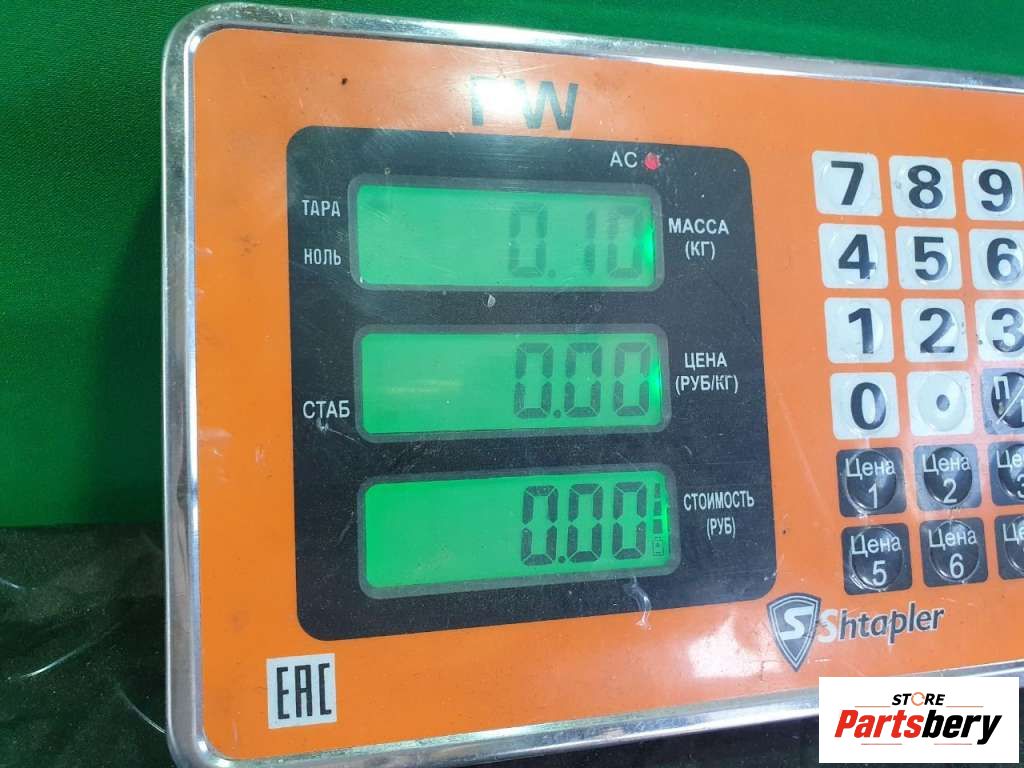 PW
AC
ТАРА
НОЛЬ
0.10
МАССА
(КГ)
СТАБ
0.00
ЦЕНА
(РУБ/КГ)
0.00
СТОИМОСТЬ
(РУБ)
7 8 9
4 5 6
1 2 3
0 .
Цена 1
Цена 2
Цена 5
Цена 6
S Shtapler
EAC
STORE
Partsbery